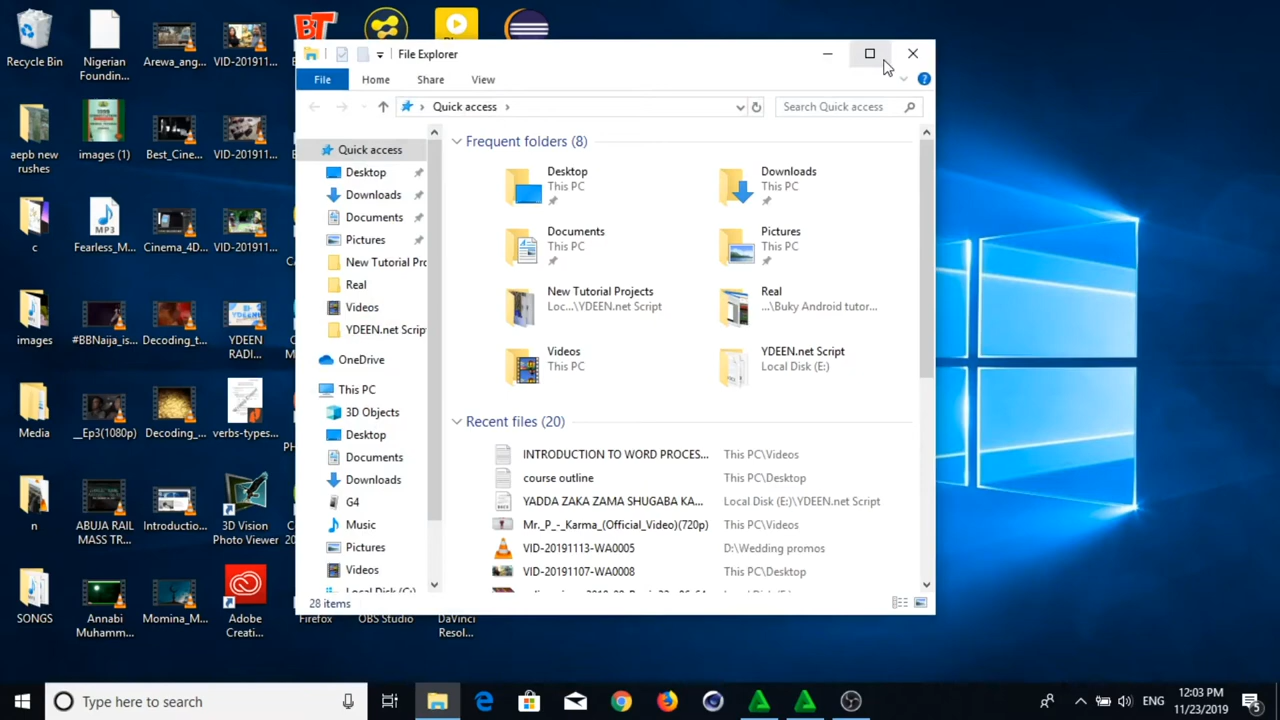 File Explorer
File
Home
Share
View
Quick access
Search Quick access
Quick access
Desktop
Downloads
Documents
Pictures
New Tutorial Pro
Real
Videos
YDEEN.net Script
OneDrive
This PC
3D Objects
Desktop
Documents
Downloads
G4
Music
Pictures
Videos
Frequent folders (8)
Desktop
This PC
Downloads
This PC
Documents
This PC
Pictures
This PC
New Tutorial Projects
Loc...\YDEEN.net Script
Real
...\Buky Android tutor...
Videos
This PC
YDEEN.net Script
Local Disk (E:)
Recent files (20)
INTRODUCTION TO WORD PROCES... This PC\Videos
course outline This PC\Desktop
YADDA ZAKA ZAMA SHUGABA KA... Local Disk (E:)\YDEEN.net Script
Mr._P_-_Karma_(Official_Video)(720p) This PC\Videos
VID-20191113-WA0005 D:\Wedding promos
VID-20191107-WA0008 This PC\Desktop
28 items
Recycle Bin
Nigerian
Foundin...
Arewa_ang...
VID-201911...
BT
aepb new
rushes
images (1)
Best_Cine...
VID-201911...
c
MP3
Fearless_M...
Cinema_4D...
VID-201911...
images
#BBNaija_is...
Decoding_t...
YDEEN
RADI...
Media
__Ep3(1080p)
Decoding_...
verbs-types...
n
ABUJA RAIL
MASS TR...
Introduction...
3D Vision
Photo Viewer
SONGS
Annabi
Muhamm...
Momina_M...
Adobe
Creati...
Firefox
OBS Studio
DaVinci
Resol...
Type here to search
ENG
12:03 PM
11/23/2019
5